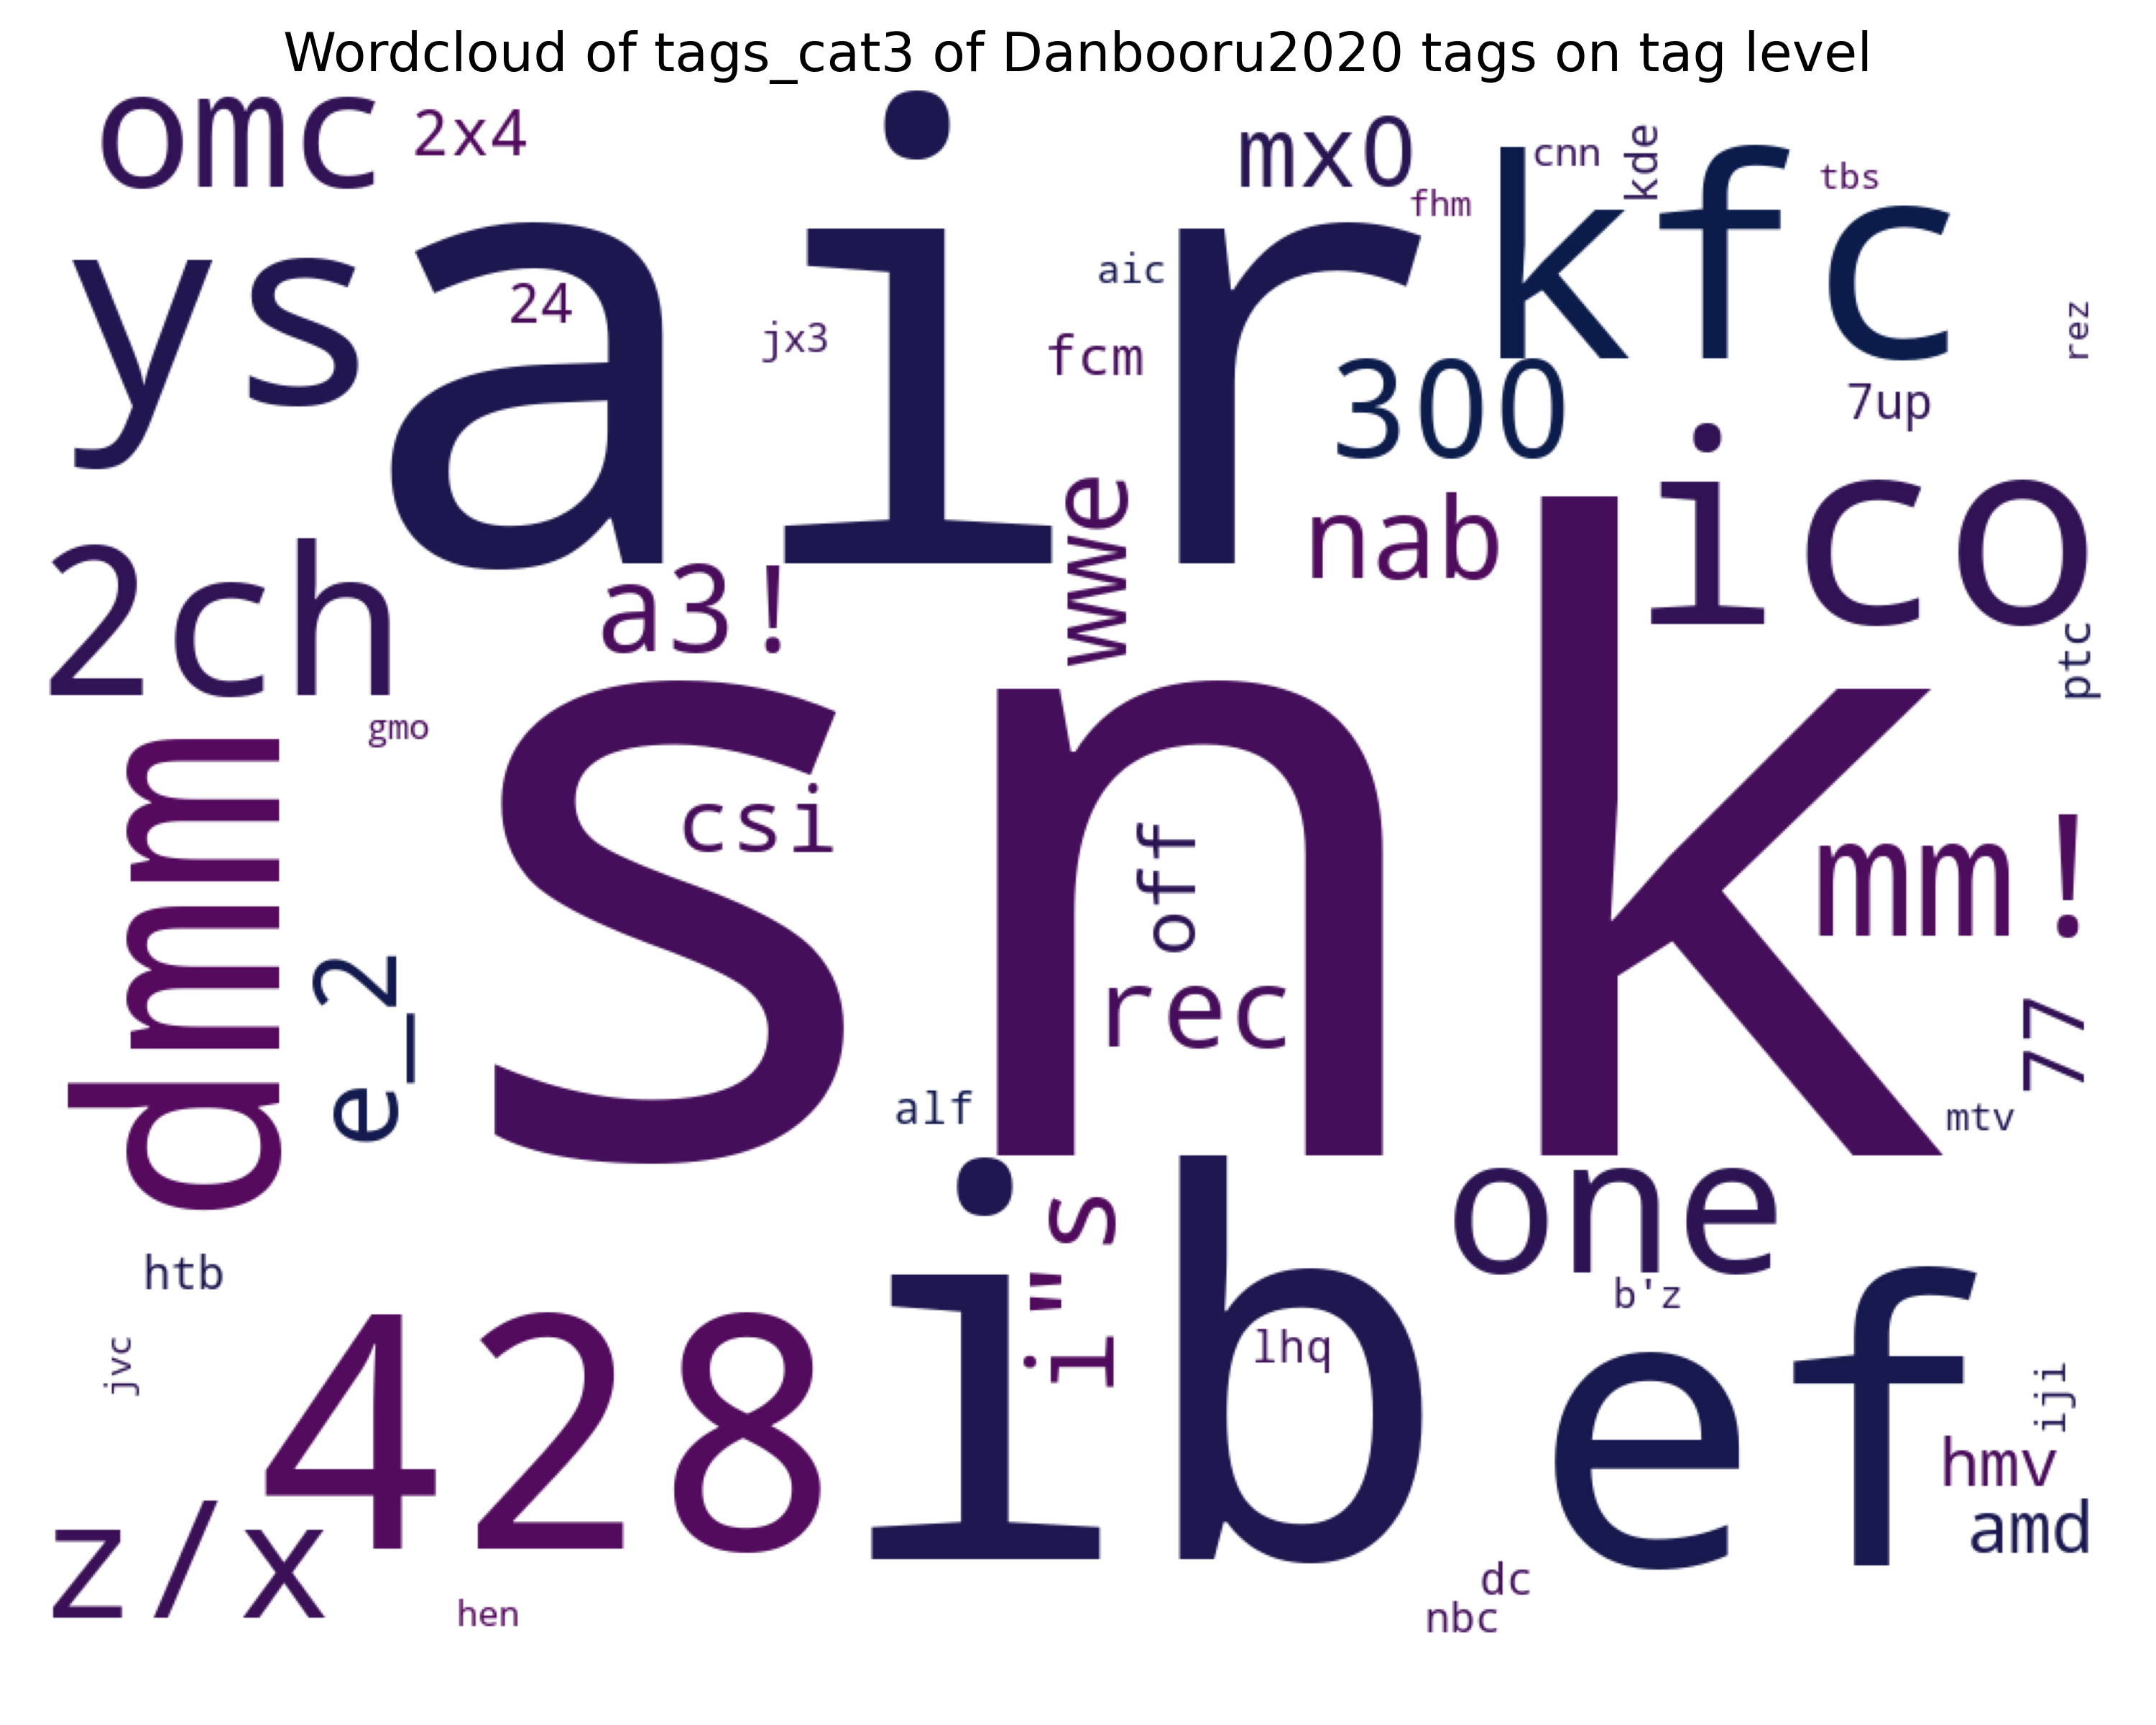 Wordcloud of tags_cat3 of Danbooru2020 tags on tag level
omc
2x4
mx0
cnn
kde
tbs
fhm
kfc
ys
air
24
jx3
aic
fcm
rez
300
7up
wwe
nab
ico
2ch
a3!
ptc
gmo
dmm
snk
csi
off
rec
mm!
e_2
77
alf
mtv
one
i"s
ib
htb
b'z
lhq
ef
jvc
428
iji
hmv
amd
z/x
hen
dc
nbc